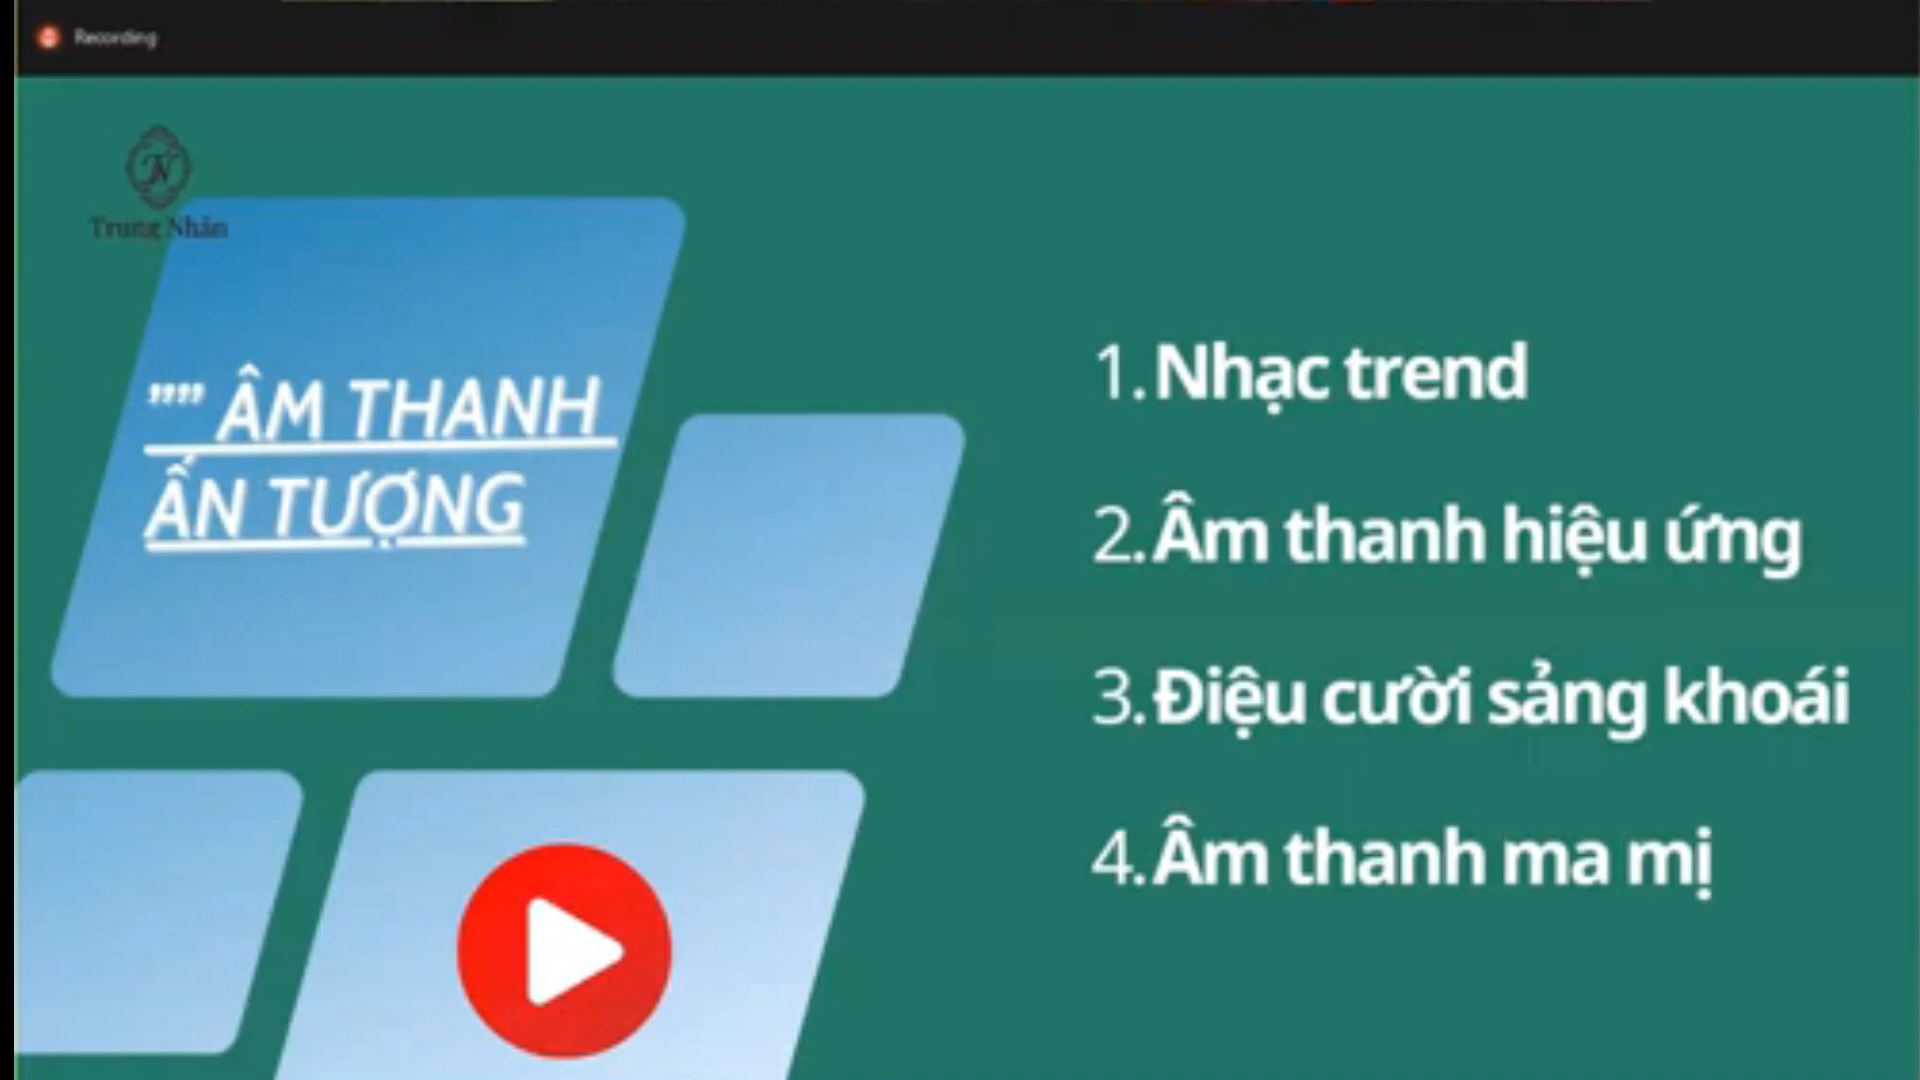 Recording
Trung Nhân
"" ÂM THANH
ẤN TƯỢNG
1. Nhạc trend
2. Âm thanh hiệu ứng
3. Điệu cười sảng khoái
4. Âm thanh ma mị